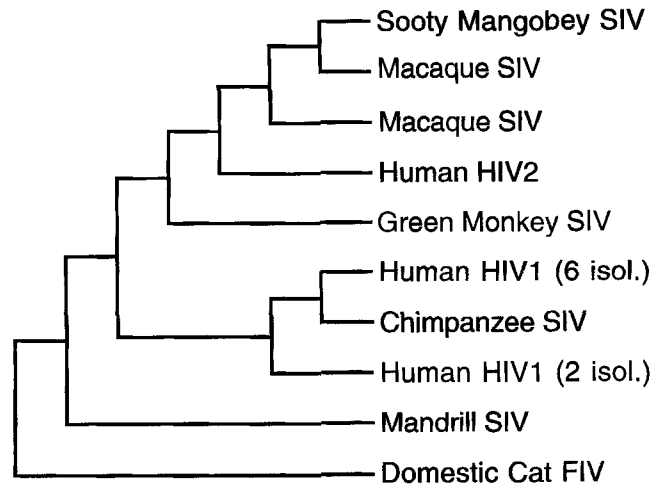 Sooty Mangobey SIV
Macaque SIV
Macaque SIV
Human HIV2
Green Monkey SIV
Human HIV1 (6 isol.)
Chimpanzee SIV
Human HIV1 (2 isol.)
Mandrill SIV
Domestic Cat FIV